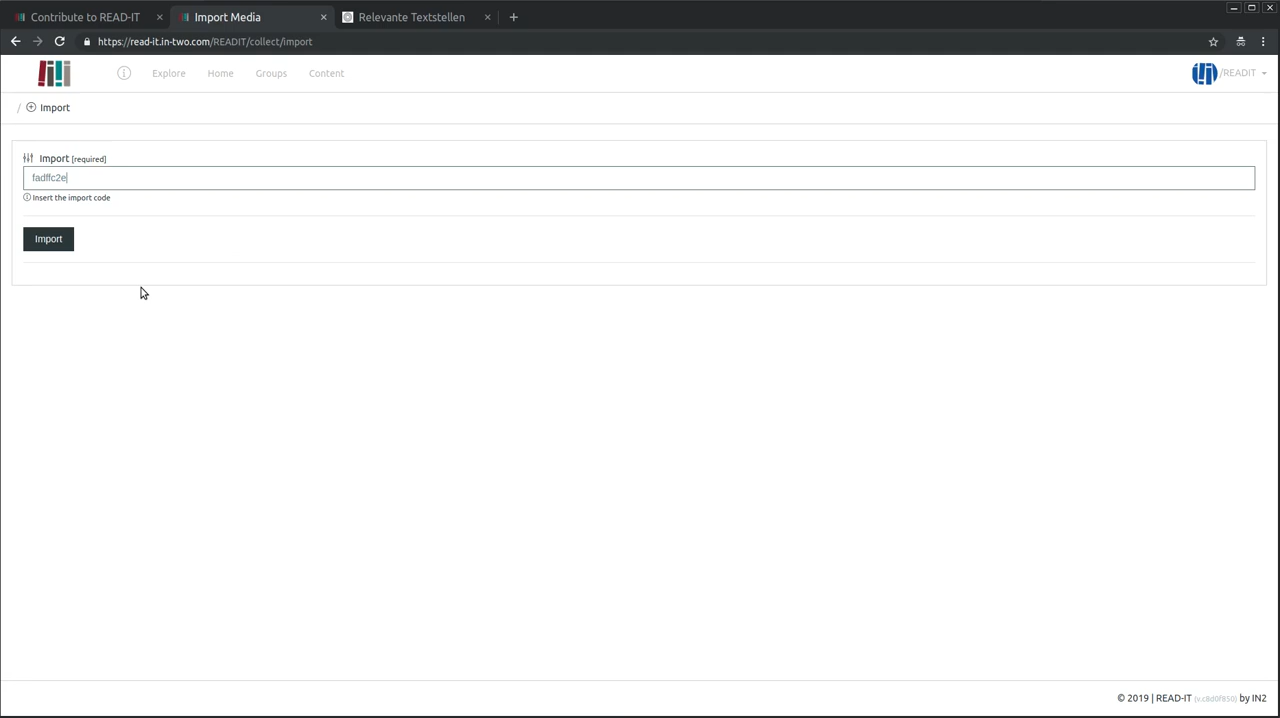 Contribute to READ-IT
Import Media
Relevante Textstellen
https://read-it.in-two.com/READIT/collect/import
Explore
Home
Groups
Content
/READIT
/ Import
Import [required]
fadffc2e
Insert the import code
Import
© 2019 | READ-IT (v.c8d0f850) by IN2